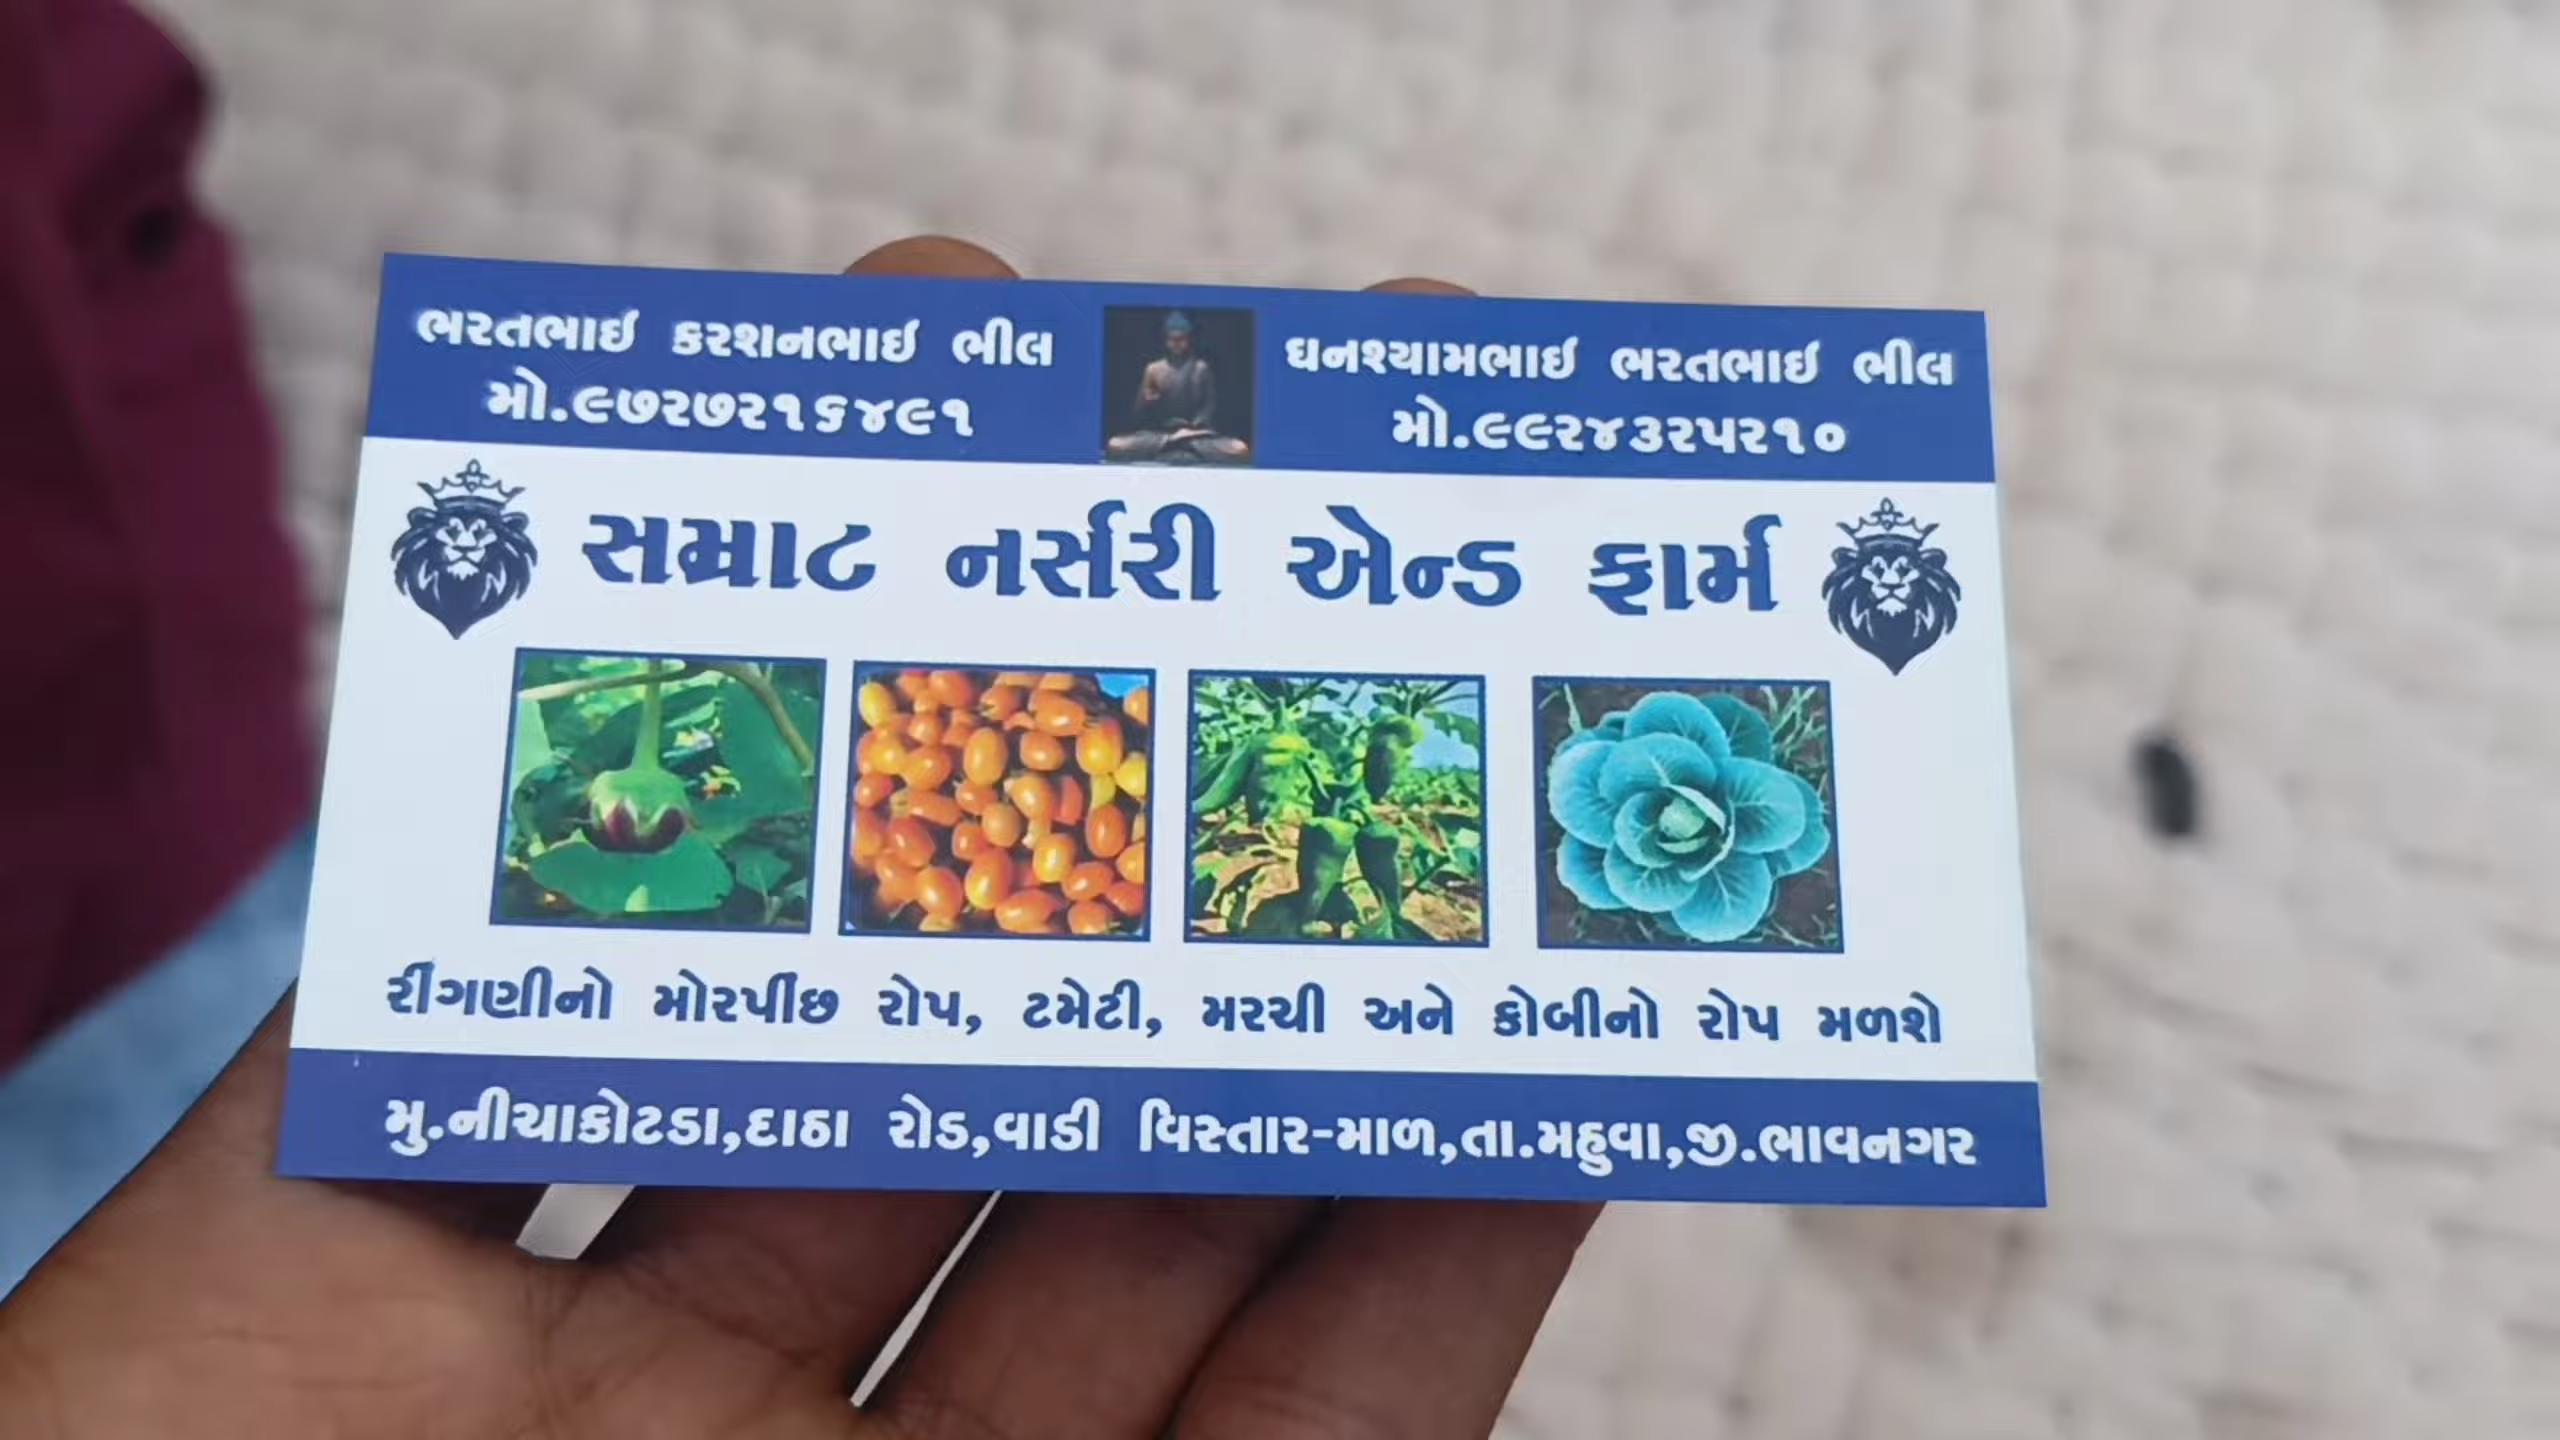 ભરતભાઈ કરશનભાઈ ભીલ
મો.૯૭૨૭૨૧૬૪૯૧
ઘનશ્યામભાઈ ભરતભાઈ ભીલ
મો.૯૯૨૪૩૨૫૨૧૦
સમ્રાટ નર્સરી એન્ડ ફાર્મ
રીંગણીનો મોરપીંછ રોપ, ટમેટી, મરચી અને કોબીનો રોપ મળશે
મુ.નીચાકોટડા,દાઠા રોડ,વાડી વિસ્તાર-માળ,તા.મહુવા,જી.ભાવનગર